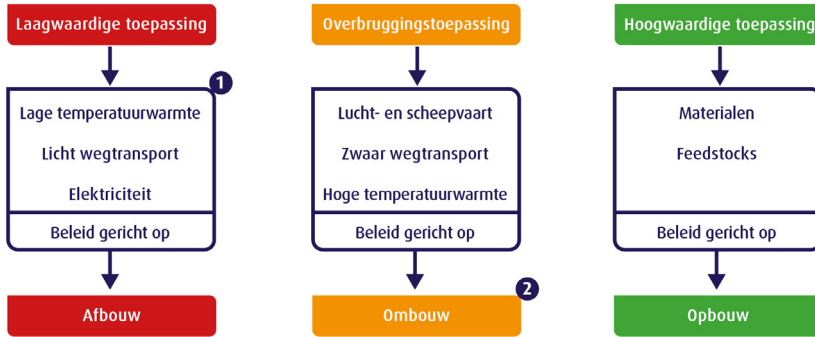 Laagwaardige toepassing
Overbruggingstoepassing
Hoogwaardige toepassing
1
Lage temperatuurwarmte
Licht wegtransport
Elektriciteit
Beleid gericht op
Lucht- en scheepvaart
Zwaar wegtransport
Hoge temperatuurwarmte
Beleid gericht op
Materialen
Feedstocks
Beleid gericht op
Afbouw
2
Ombouw
Opbouw